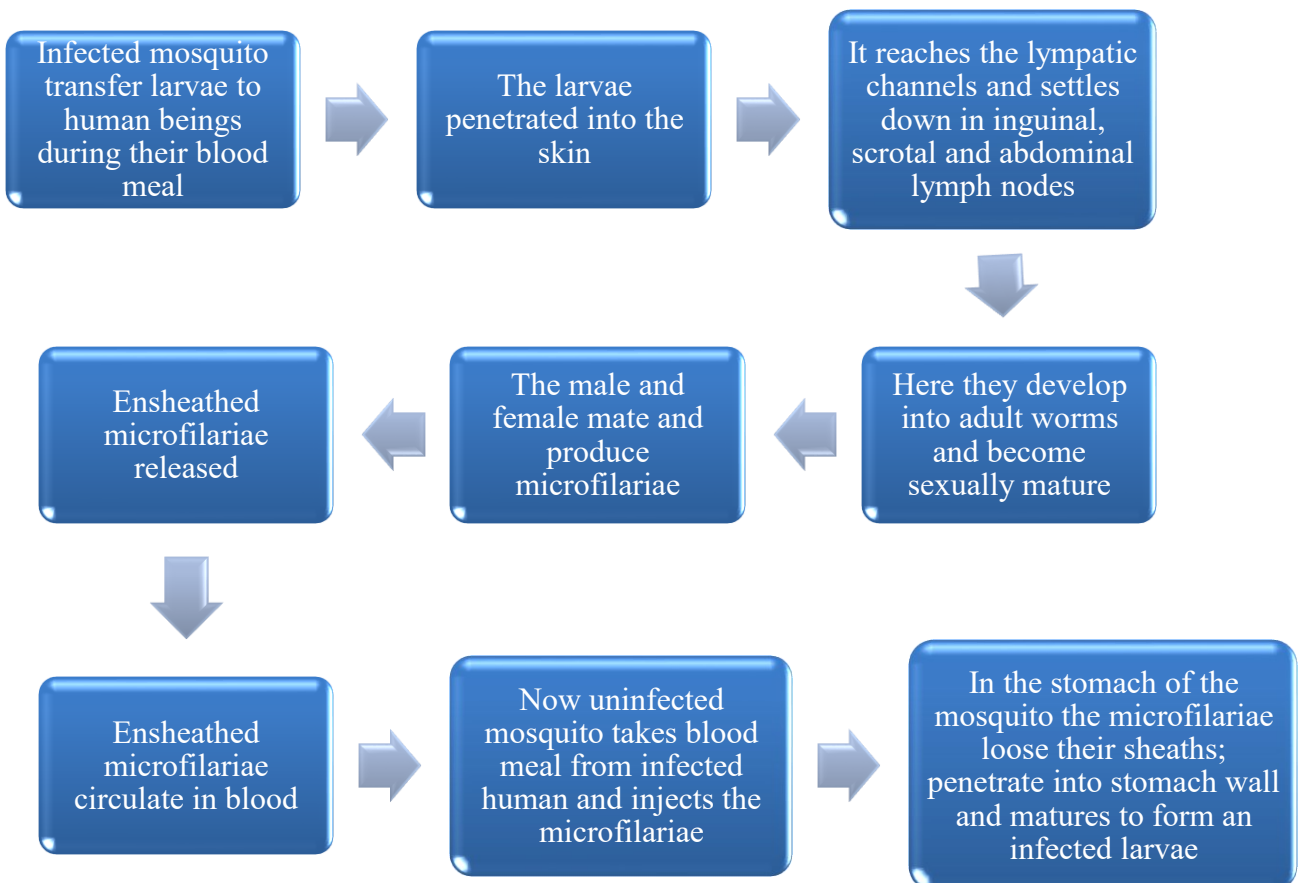 Infected mosquito
transfer larvae to
human beings
during their blood
meal
The larvae
penetrated into the
skin
It reaches the lympatic
channels and settles
down in inguinal,
scrotal and abdominal
lymph nodes
Here they develop
into adult worms
and become
sexually mature
The male and
female mate and
produce
microfilariae
Ensheathed
microfilariae
released
Ensheathed
microfilariae
circulate in blood
Now uninfected
mosquito takes blood
meal from infected
human and injects the
microfilariae
In the stomach of the
mosquito the microfilariae
loose their sheaths;
penetrate into stomach wall
and matures to form an
infected larvae